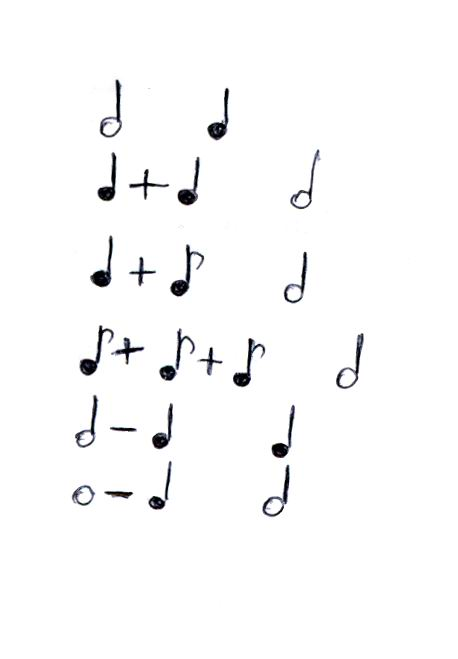 𝅗𝅥 𝅘𝅥
𝅘𝅥 + 𝅘𝅥 𝅗𝅥
𝅘𝅥 + 𝅘𝅥𝅮 𝅗𝅥
𝅘𝅥𝅮 + 𝅘𝅥𝅮 + 𝅘𝅥𝅮 𝅗𝅥
𝅗𝅥 − 𝅘𝅥 𝅘𝅥
𝅝 − 𝅘𝅥 𝅗𝅥